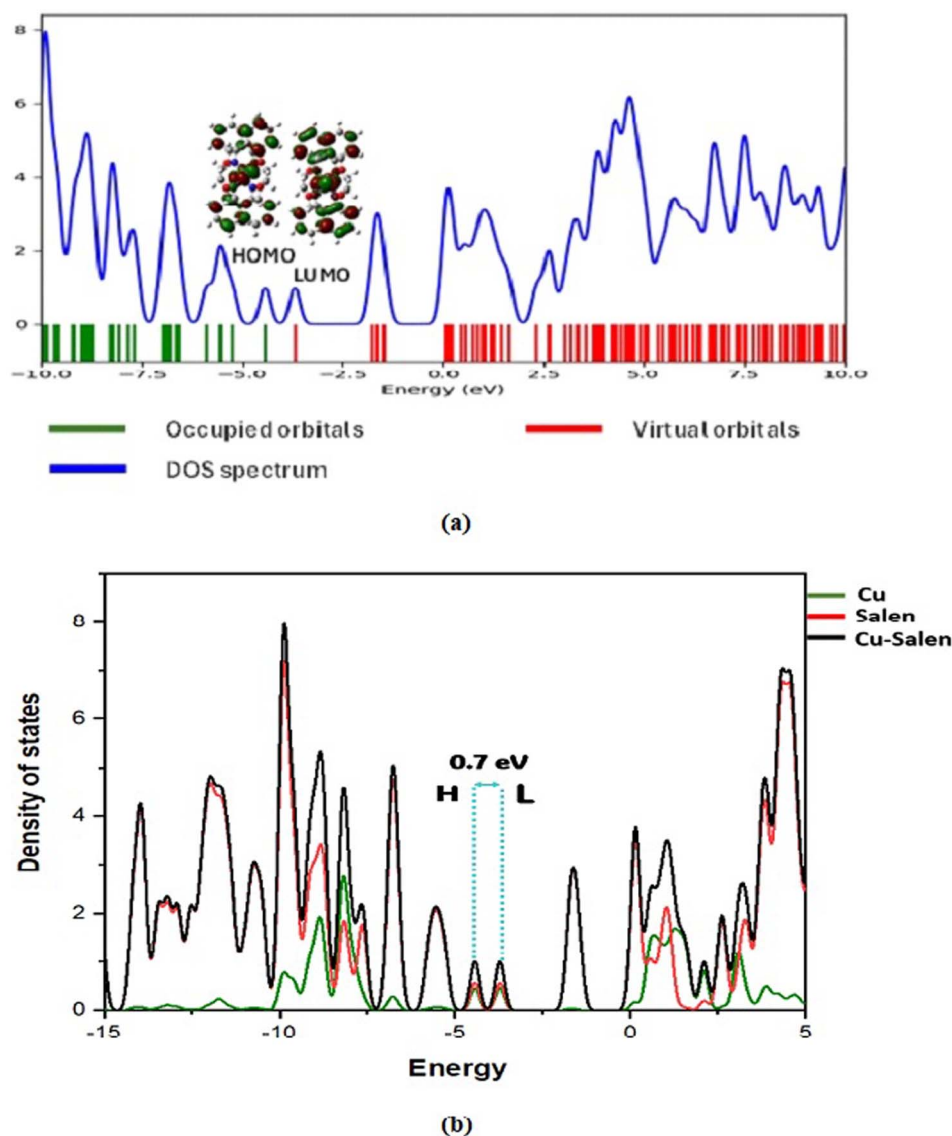 8
6
4
2
0
HOMO
LUMO
-10.0 -7.5 -5.0 -2.5 0.0 2.5 5.0 7.5 10.0
Energy (eV)
Occupied orbitals Virtual orbitals
DOS spectrum
(a)
Cu
Salen
Cu-Salen
8
6
4
2
0
Density of states
0.7 eV
H L
-15 -10 -5 0 5
Energy
(b)